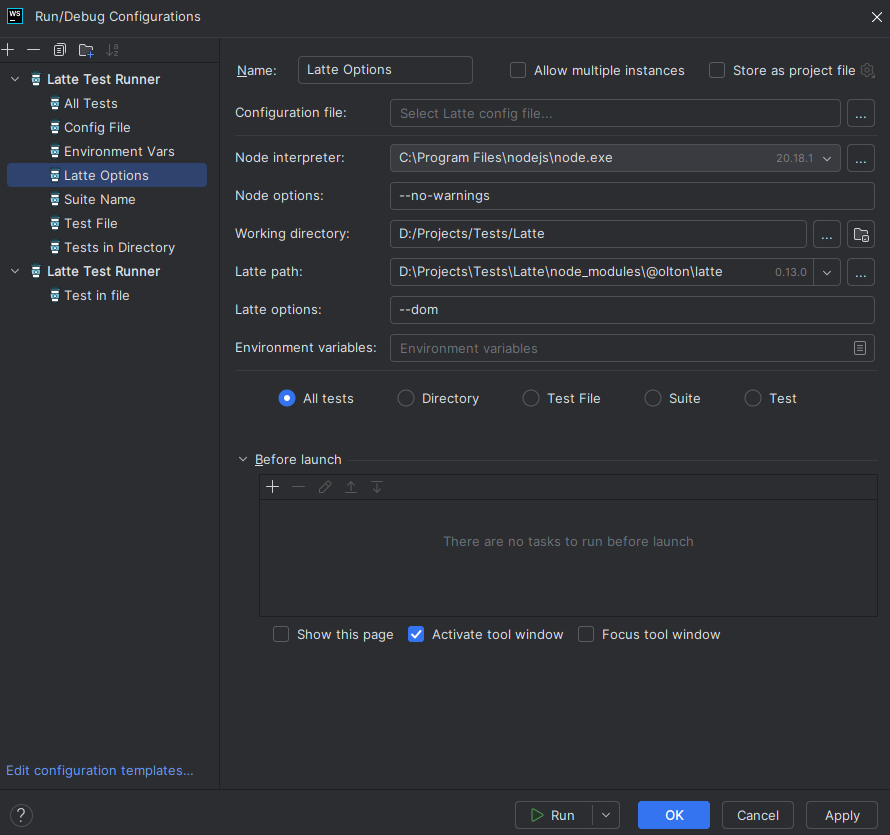 WS
Run/Debug Configurations
Latte Test Runner
All Tests
Config File
Environment Vars
Latte Options
Suite Name
Test File
Tests in Directory
Latte Test Runner
Test in file
Edit configuration templates...
Name: Latte Options Allow multiple instances Store as project file
Configuration file: Select Latte config file... ...
Node interpreter: C:\Program Files\nodejs\node.exe 20.18.1 ...
Node options: --no-warnings
Working directory: D:/Projects/Tests/Latte ...
Latte path: D:\Projects\Tests\Latte\node_modules\@olton\latte 0.13.0 ...
Latte options: --dom
Environment variables: Environment variables
All tests Directory Test File Suite Test
Before launch
There are no tasks to run before launch
Show this page Activate tool window Focus tool window
? Run OK Cancel Apply